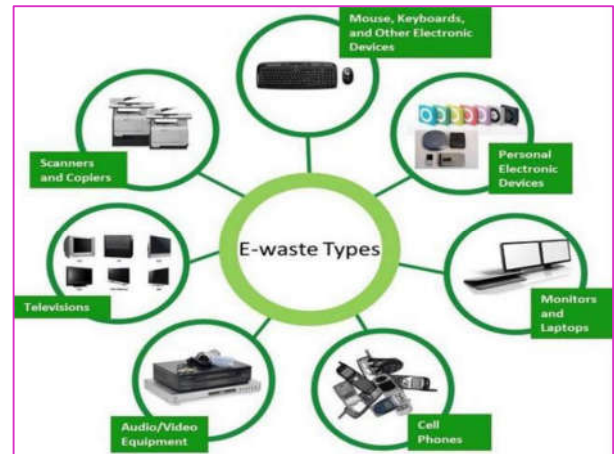 Mouse, Keyboards,
and Other Electronic
Devices
Scanners
and Copiers
Personal
Electronic
Devices
E-waste Types
Televisions
Monitors
and
Laptops
Audio/Video
Equipment
Cell
Phones